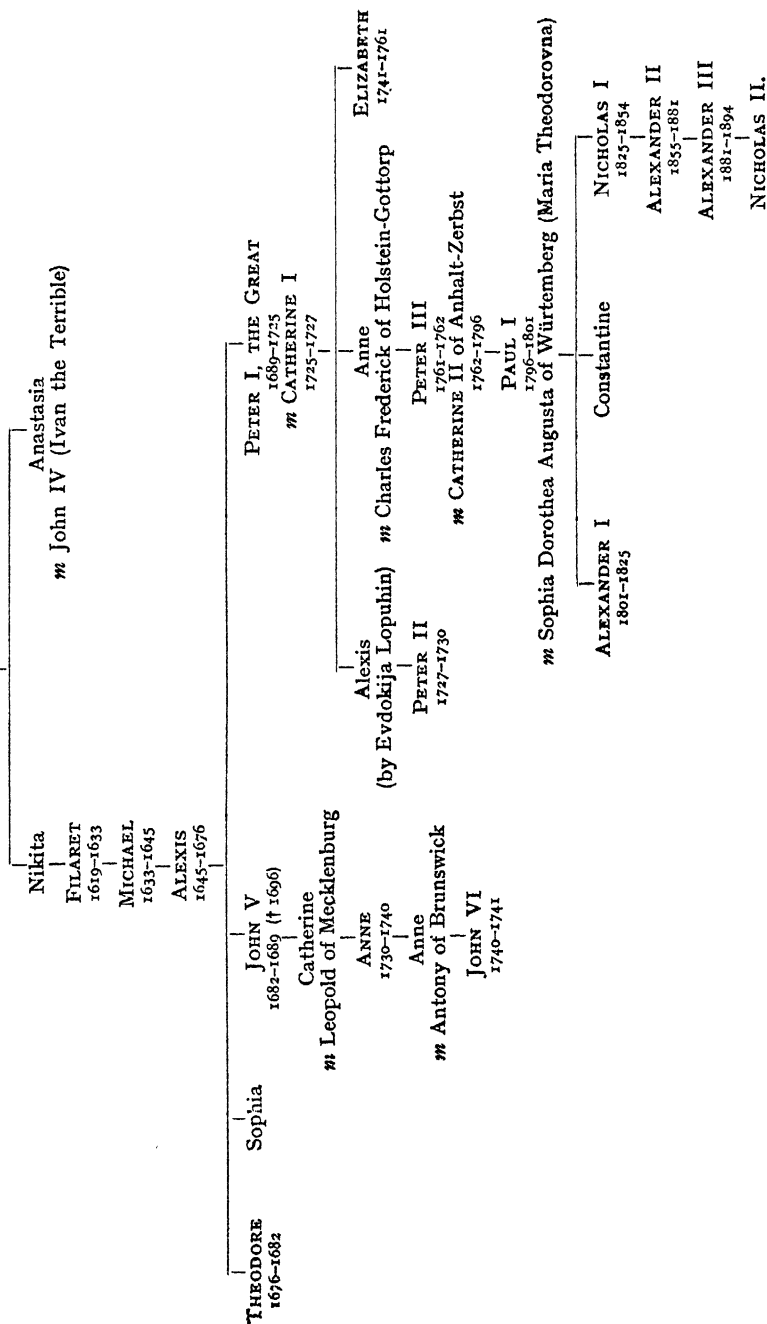 Nikita
Anastasia
m John IV (Ivan the Terrible)
FILARET
1619–1633
MICHAEL
1633–1645
ALEXIS
1645–1676
THEODORE
1676–1682
Sophia
JOHN V
1682–1689 († 1696)
PETER I, THE GREAT
1689–1725
m CATHERINE I
1725–1727
Catherine
m Leopold of Mecklenburg
ANNE
1730–1740
Anne
m Antony of Brunswick
JOHN VI
1740–1741
Alexis
(by Evdokija Lopuhin)
PETER II
1727–1730
Anne
m Charles Frederick of Holstein-Gottorp
ELIZABETH
1741–1761
PETER III
1761–1762
m CATHERINE II of Anhalt-Zerbst
1762–1796
PAUL I
1796–1801
m Sophia Dorothea Augusta of Würtemberg (Maria Theodorovna)
ALEXANDER I
1801–1825
Constantine
NICHOLAS I
1825–1854
ALEXANDER II
1855–1881
ALEXANDER III
1881–1894
NICHOLAS II.